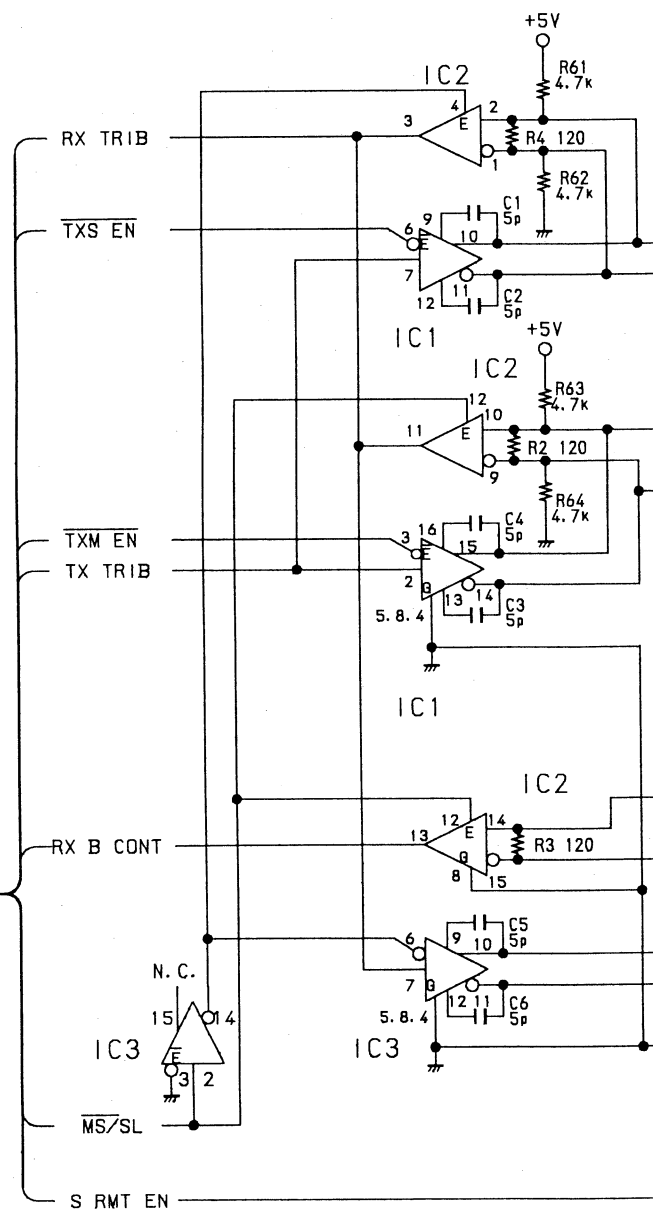 +5V
R61
4.7k
IC2
4
3
2
E
RX TRIB
R4 120
1
R62
4.7k
C1
5p
TXS EN
6
9
E
10
7
11
12
C2
5p
+5V
IC1
IC2
R63
4.7k
12
10
11
E
R2 120
9
R64
4.7k
16
C4
5p
TXM EN
3
E
15
TX TRIB
2
G
13
14
C3
5p
5.8.4
IC1
IC2
12
14
13
E
RX B CONT
R3 120
G
8
15
9
C5
5p
6
10
N.C.
7
G
12
11
C6
5p
15
14
5.8.4
IC3
E
IC3
3
2
MS/SL
S RMT EN